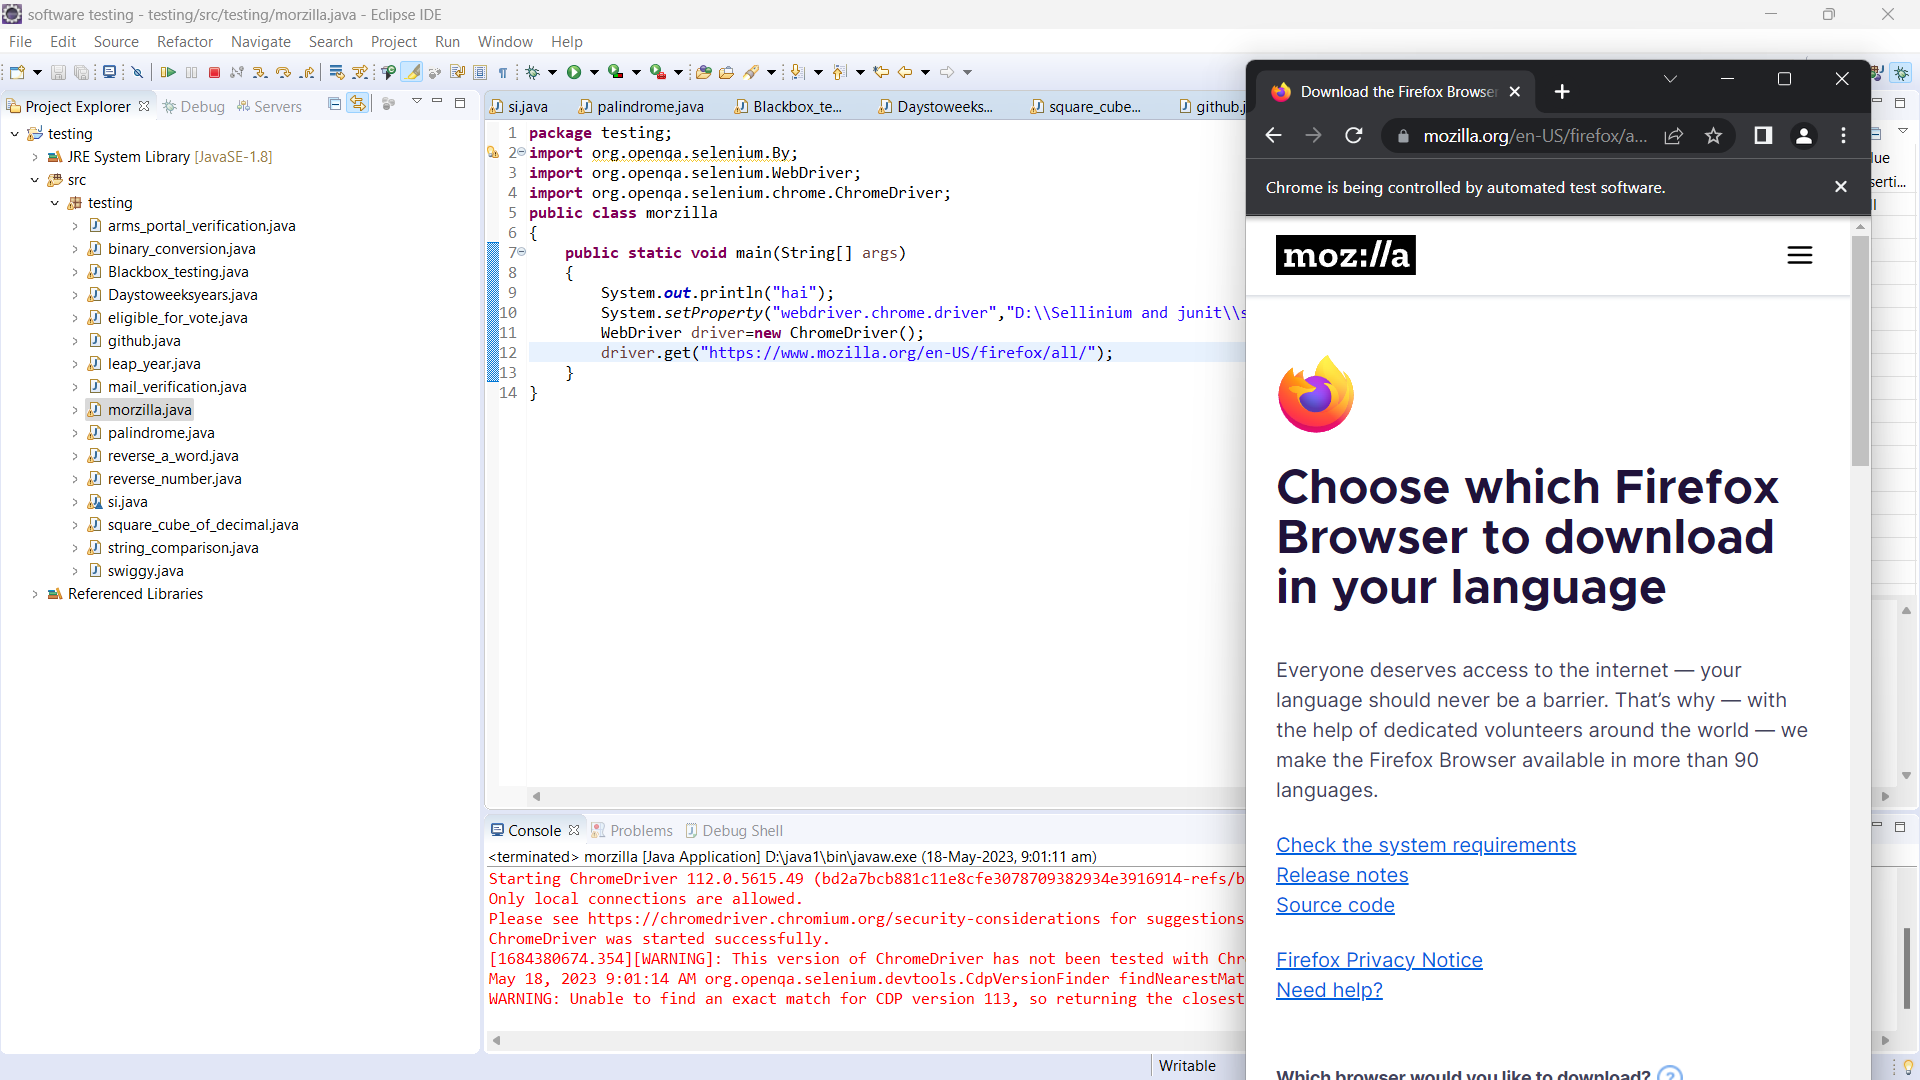 software testing - testing/src/testing/morzilla.java - Eclipse IDE
File Edit Source Refactor Navigate Search Project Run Window Help
Project Explorer Debug Servers
testing
JRE System Library [JavaSE-1.8]
src
testing
arms_portal_verification.java
binary_conversion.java
Blackbox_testing.java
Daystoweeksyears.java
eligible_for_vote.java
github.java
leap_year.java
mail_verification.java
morzilla.java
palindrome.java
reverse_a_word.java
reverse_number.java
si.java
square_cube_of_decimal.java
string_comparison.java
swiggy.java
Referenced Libraries
si.java palindrome.java Blackbox_te... Daystoweeks... square_cube... github.j
1 package testing;
2 import org.openqa.selenium.By;
3 import org.openqa.selenium.WebDriver;
4 import org.openqa.selenium.chrome.ChromeDriver;
5 public class morzilla
6 {
7 public static void main(String[] args)
8 {
9 System.out.println("hai");
10 System.setProperty("webdriver.chrome.driver","D:\\Sellinium and junit\\s
11 WebDriver driver=new ChromeDriver();
12 driver.get("https://www.mozilla.org/en-US/firefox/all/");
13 }
14 }
Console Problems Debug Shell
<terminated> morzilla [Java Application] D:\java1\bin\javaw.exe (18-May-2023, 9:01:11 am)
Starting ChromeDriver 112.0.5615.49 (bd2a7bcb881c11e8cfe3078709382934e3916914-refs/b
Only local connections are allowed.
Please see https://chromedriver.chromium.org/security-considerations for suggestions
ChromeDriver was started successfully.
[1684380674.354][WARNING]: This version of ChromeDriver has not been tested with Chr
May 18, 2023 9:01:14 AM org.openqa.selenium.devtools.CdpVersionFinder findNearestMat
WARNING: Unable to find an exact match for CDP version 113, so returning the closest
Writable
Download the Firefox Browser
mozilla.org/en-US/firefox/a...
Chrome is being controlled by automated test software.
moz://a
Choose which Firefox
Browser to download
in your language
Everyone deserves access to the internet — your
language should never be a barrier. That's why — with
the help of dedicated volunteers around the world — we
make the Firefox Browser available in more than 90
languages.
Check the system requirements
Release notes
Source code
Firefox Privacy Notice
Need help?
Which browser would you like to download? ?
lue
serti...